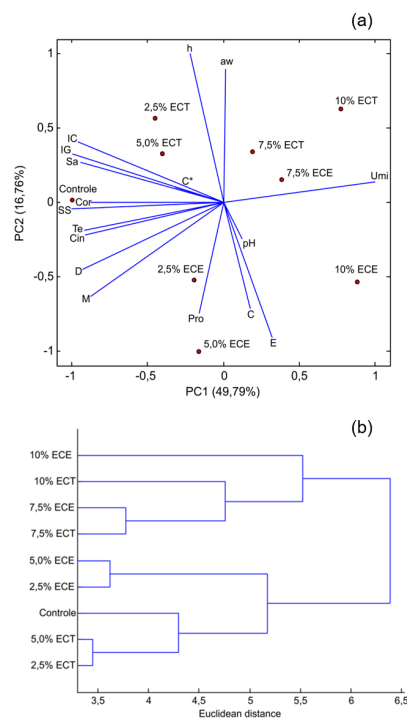 (a)
1
h
aw
2,5% ECT
10% ECT
0,5
IC
5,0% ECT
7,5% ECT
IG
Sa
C*
7,5% ECE
Umi
Controle
Cor
0
SS
PC2 (16,76%)
Te
Cin
pH
D
2,5% ECE
10% ECE
-0,5
M
Pro
C
E
5,0% ECE
-1
-1
-0,5
0
0,5
1
PC1 (49,79%)
(b)
10% ECE
10% ECT
7,5% ECE
7,5% ECT
5,0% ECE
2,5% ECE
Controle
5,0% ECT
2,5% ECT
3,5
4
4,5
5
5,5
6
6,5
Euclidean distance